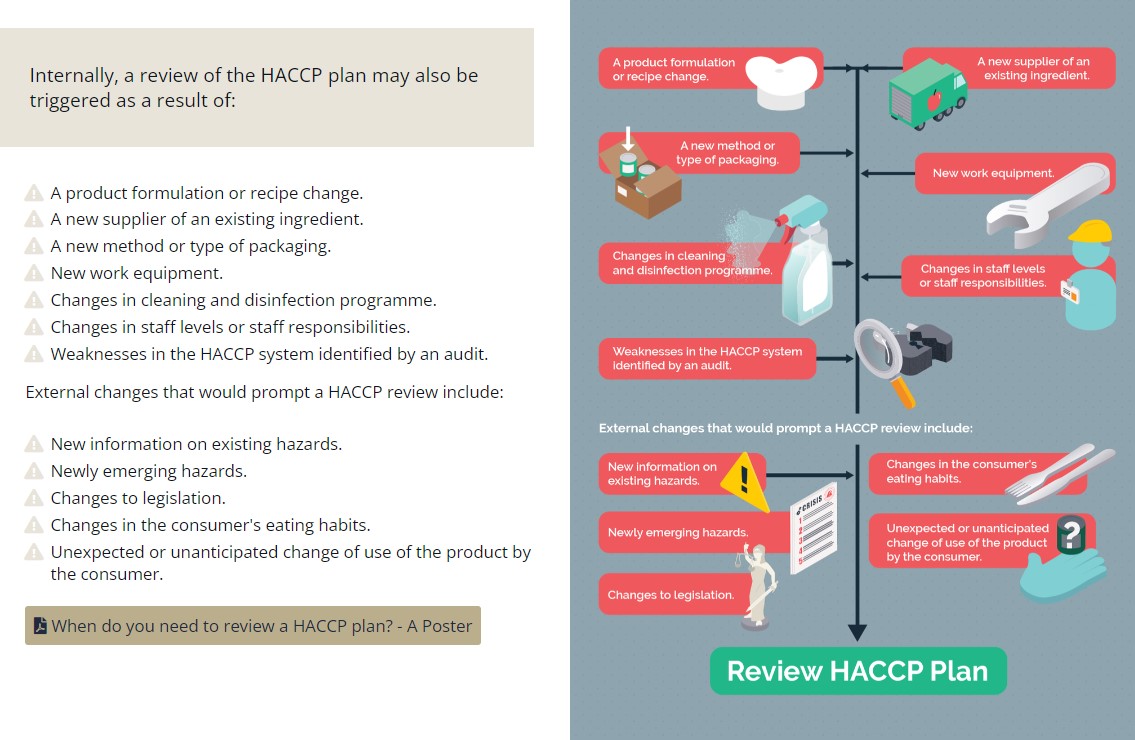 Internally, a review of the HACCP plan may also be
triggered as a result of:
A product formulation or recipe change.
A new supplier of an existing ingredient.
A new method or type of packaging.
New work equipment.
Changes in cleaning and disinfection programme.
Changes in staff levels or staff responsibilities.
Weaknesses in the HACCP system identified by an audit.
External changes that would prompt a HACCP review include:
New information on existing hazards.
Newly emerging hazards.
Changes to legislation.
Changes in the consumer's eating habits.
Unexpected or unanticipated change of use of the product by
the consumer.
When do you need to review a HACCP plan? - A Poster
A product formulation
or recipe change.
A new supplier of an
existing ingredient.
A new method or
type of packaging.
New work equipment.
Changes in cleaning
and disinfection programme.
Changes in staff levels
or staff responsibilities.
Weaknesses in the HACCP system
identified by an audit.
External changes that would prompt a HACCP review include:
New information on
existing hazards.
!
Changes in the consumer's
eating habits.
CRISIS
1
2
3
4
5
Newly emerging hazards.
Unexpected or unanticipated
change of use of the product
by the consumer.
?
Changes to legislation.
Review HACCP Plan